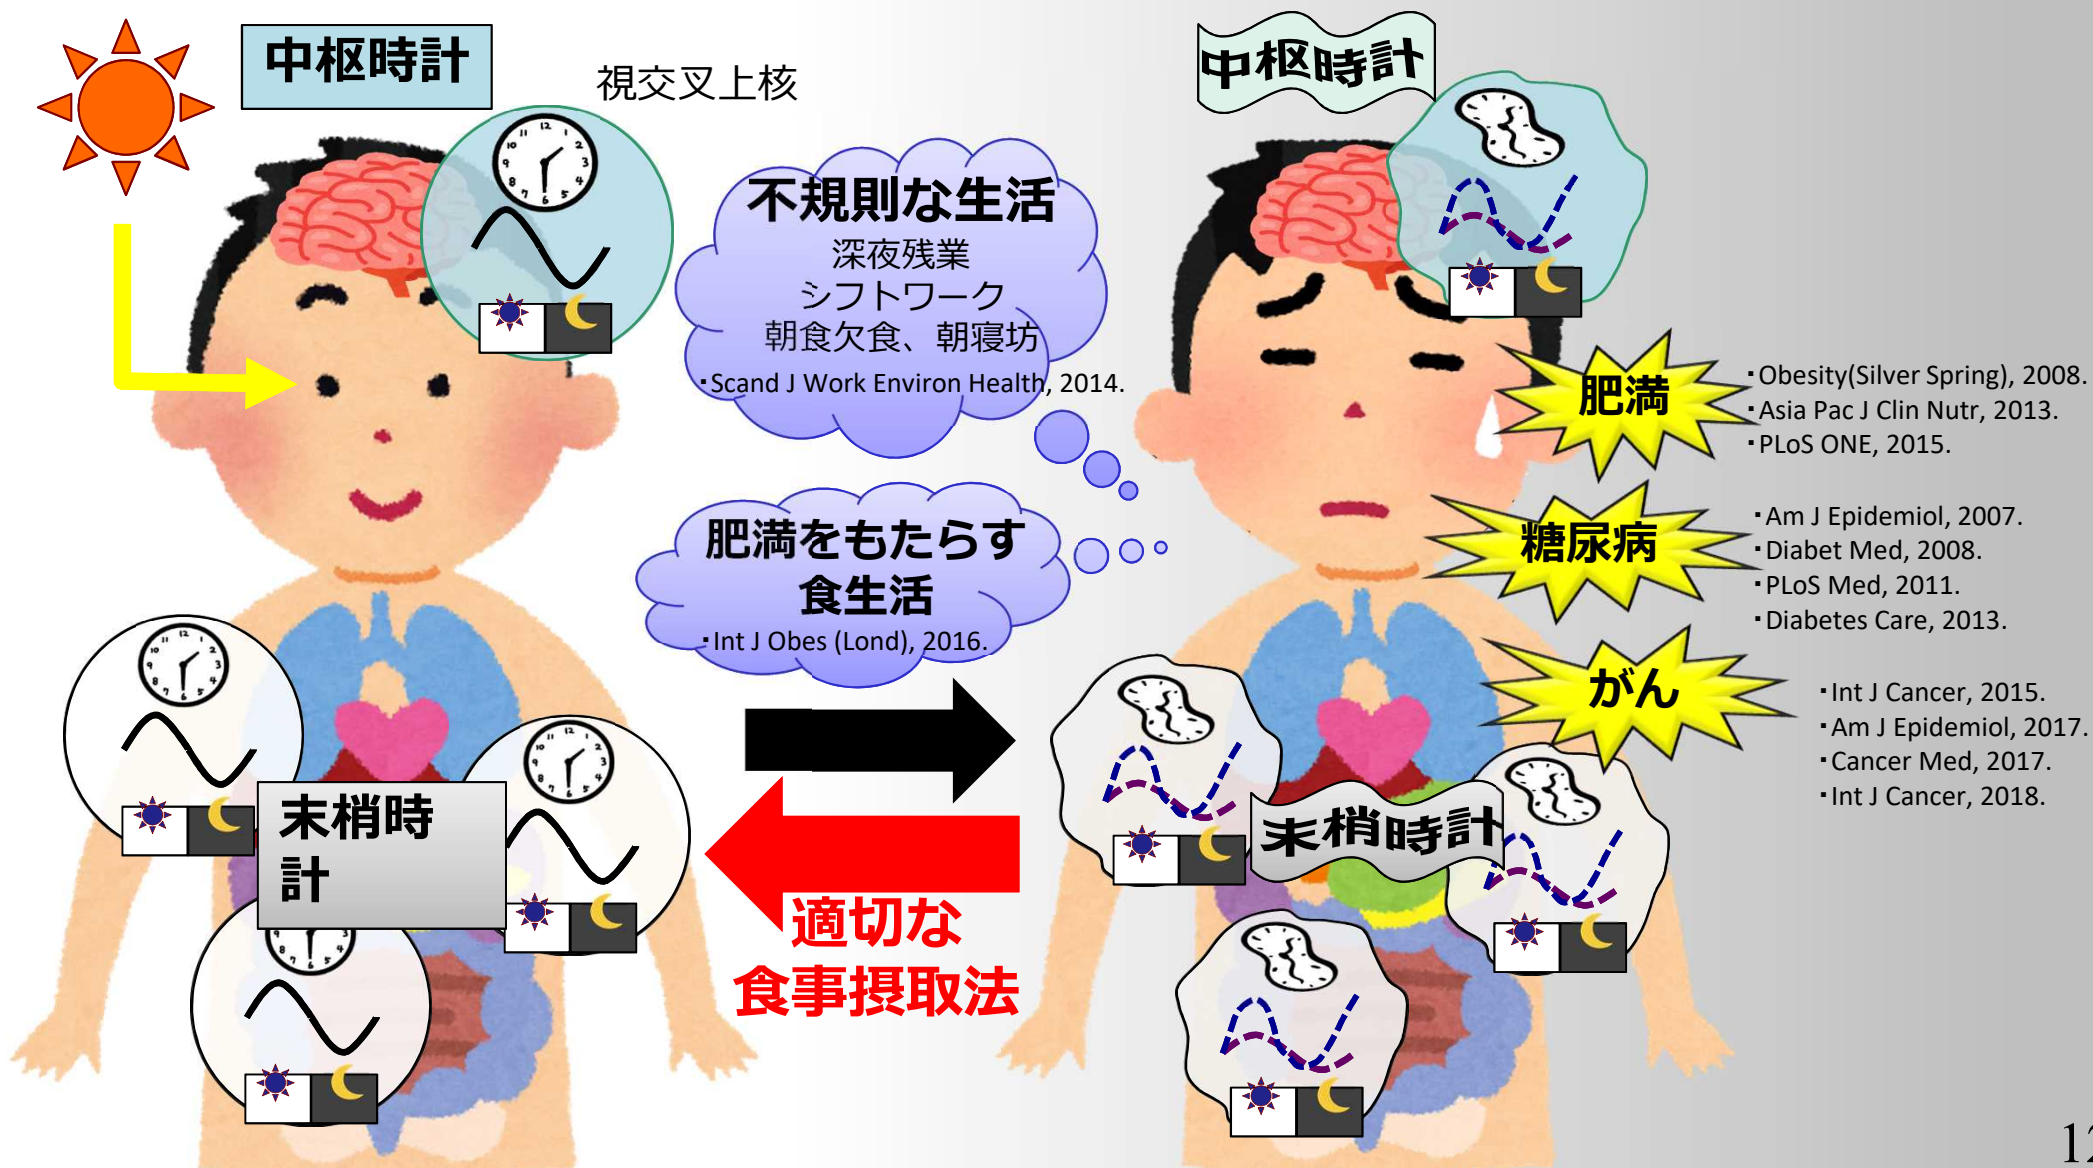 中枢時計
視交叉上核
不規則な生活
深夜残業
シフトワーク
朝食欠食、朝寝坊
・Scand J Work Environ Health, 2014.
肥満をもたらす
食生活
・Int J Obes (Lond), 2016.
末梢時
計
適切な
食事摂取法
中枢時計
肥満
・Obesity(Silver Spring), 2008.
・Asia Pac J Clin Nutr, 2013.
・PLoS ONE, 2015.
糖尿病
・Am J Epidemiol, 2007.
・Diabet Med, 2008.
・PLoS Med, 2011.
・Diabetes Care, 2013.
がん
・Int J Cancer, 2015.
・Am J Epidemiol, 2017.
・Cancer Med, 2017.
・Int J Cancer, 2018.
末梢時計
12